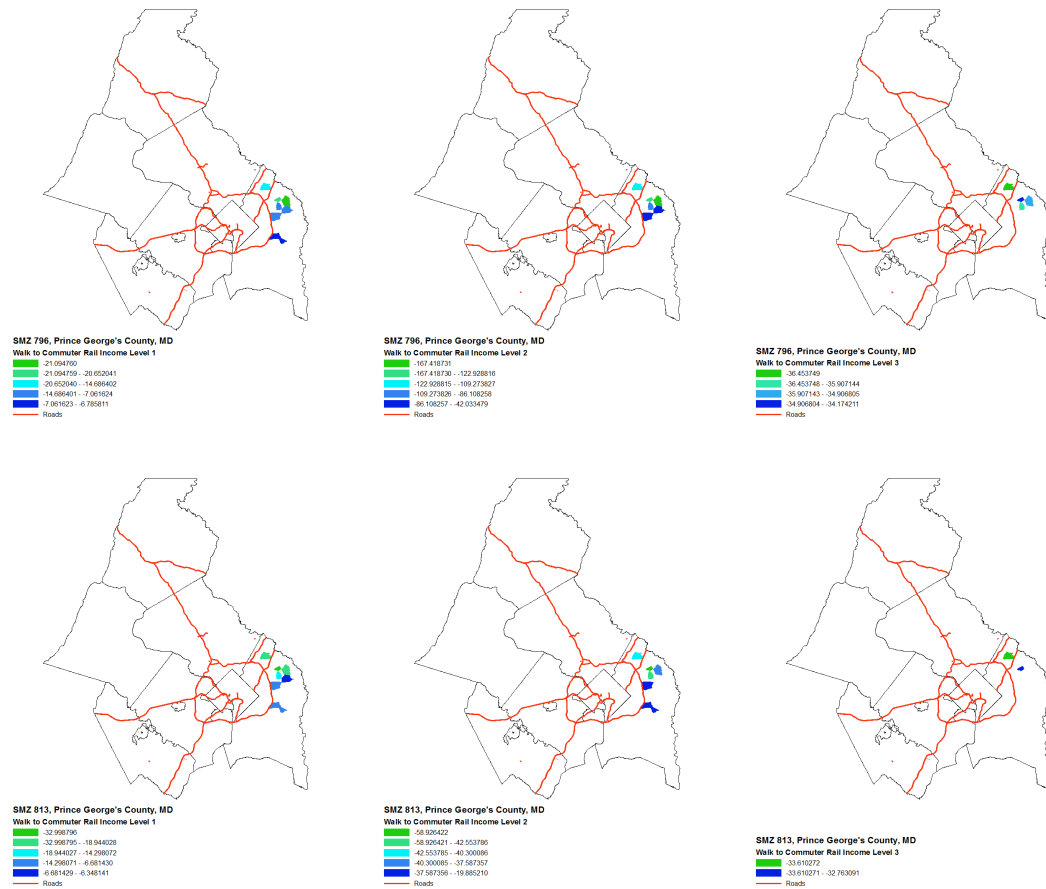 SMZ 796, Prince George's County, MD
Walk to Commuter Rail Income Level 1
-21.094760
-21.094759 - -20.652041
-20.652040 - -14.686402
-14.686401 - -7.061624
-7.061623 - -6.785811
Roads
SMZ 796, Prince George's County, MD
Walk to Commuter Rail Income Level 2
-167.418731
-167.418730 - -122.928816
-122.928815 - -109.273827
-109.273826 - -86.108258
-86.108257 - -42.033479
Roads
SMZ 796, Prince George's County, MD
Walk to Commuter Rail Income Level 3
-36.453749
-36.453748 - -35.907144
-35.907143 - -34.906805
-34.906804 - -34.174211
Roads
SMZ 813, Prince George's County, MD
Walk to Commuter Rail Income Level 1
-32.998796
-32.998795 - -18.944028
-18.944027 - -14.298072
-14.298071 - -6.681430
-6.681429 - -6.348141
Roads
SMZ 813, Prince George's County, MD
Walk to Commuter Rail Income Level 2
-58.926422
-58.926421 - -42.553786
-42.553785 - -40.300086
-40.300085 - -37.587357
-37.587356 - -19.885210
Roads
SMZ 813, Prince George's County, MD
Walk to Commuter Rail Income Level 3
-33.610272
-33.610271 - -32.763091
Roads